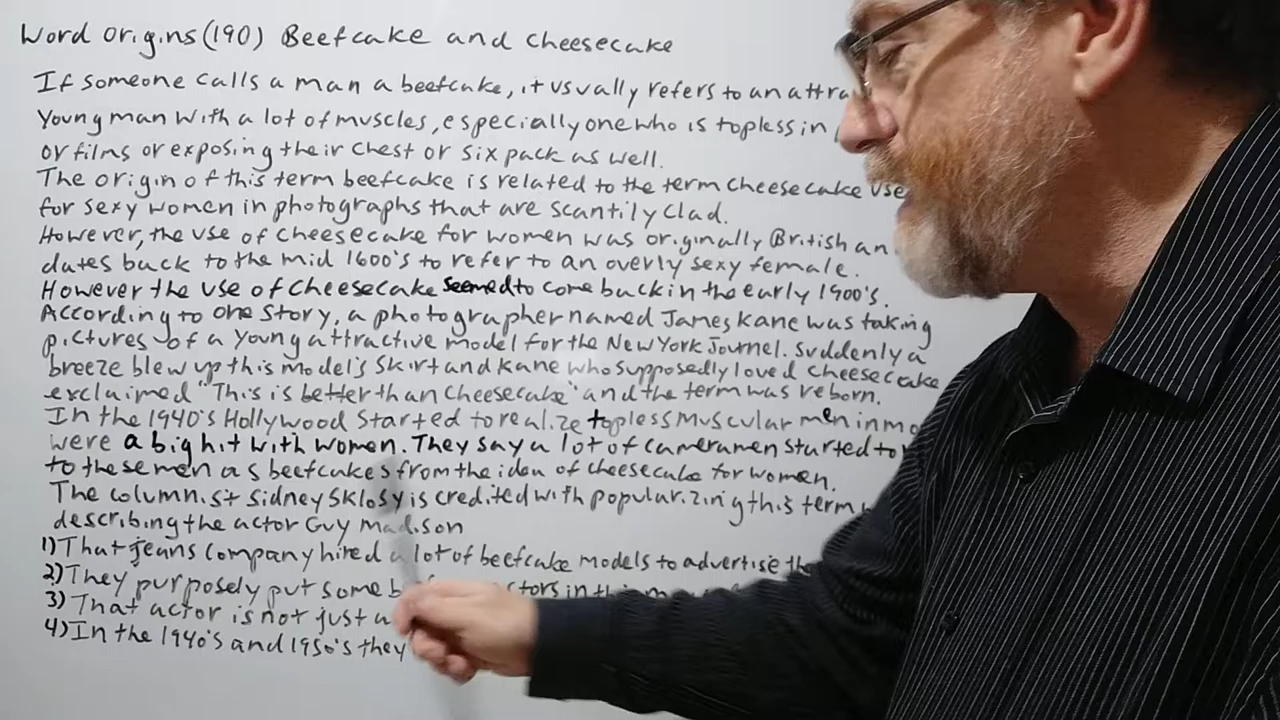 Word Origins (190) Beefcake and Cheesecake
If someone calls a man a beefcake, it usually refers to an
Young man with a lot of muscles, especially one who is topless in
or films or exposing their chest or six pack as well.
The origin of this term beefcake is related to the term Cheesecake
for sexy women in photographs that are scantily clad.
However, the use of Cheesecake for women was originally British
dates back to the mid 1600's to refer to an overly sexy female.
However the use of Cheesecake seemed to come back in the early 1900's.
According to one story, a photographer named James Kane was taking
pictures of a Young attractive model for the New York Journel. Suddenly a
breeze blew up this model's skirt and Kane who supposedly loved cheesecake
exclaimed "This is better than Cheesecake" and the term was reborn.
In the 1940's Hollywood Started to realize topless Muscular men in
were a big hit with women. They say a lot of cameramen started to
to these men as beefcakes from the idea of cheesecake for women.
The columnist Sidney Sklosy is credited with popularizing this term
describing the actor Guy Madison
1) That Jeans Company hired a lot of beefcake models to advertise
2) They purposely put some in
3) That actor is not just a
4) In the 1940's and 1950's they